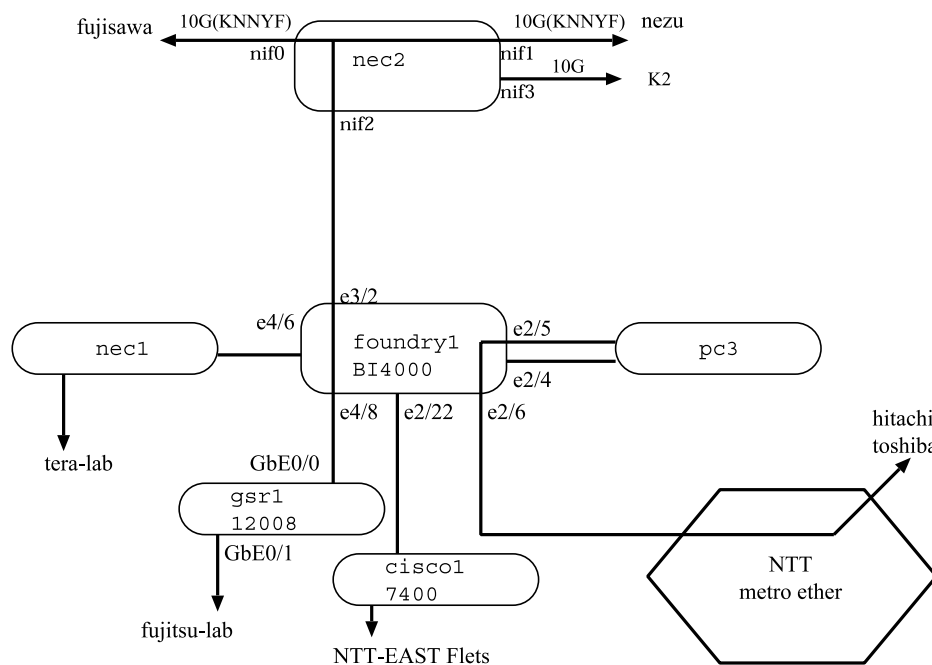 fujisawa
10G(KNNYF)
10G(KNNYF)
nezu
nif0
nec2
nif1
10G
nif3
K2
nif2
e3/2
e4/6
e2/5
nec1
foundry1
BI4000
pc3
e2/4
e4/8
e2/22
e2/6
hitachi
toshiba
tera-lab
GbE0/0
gsr1
12008
GbE0/1
cisco1
7400
NTT
metro ether
fujitsu-lab
NTT-EAST Flets